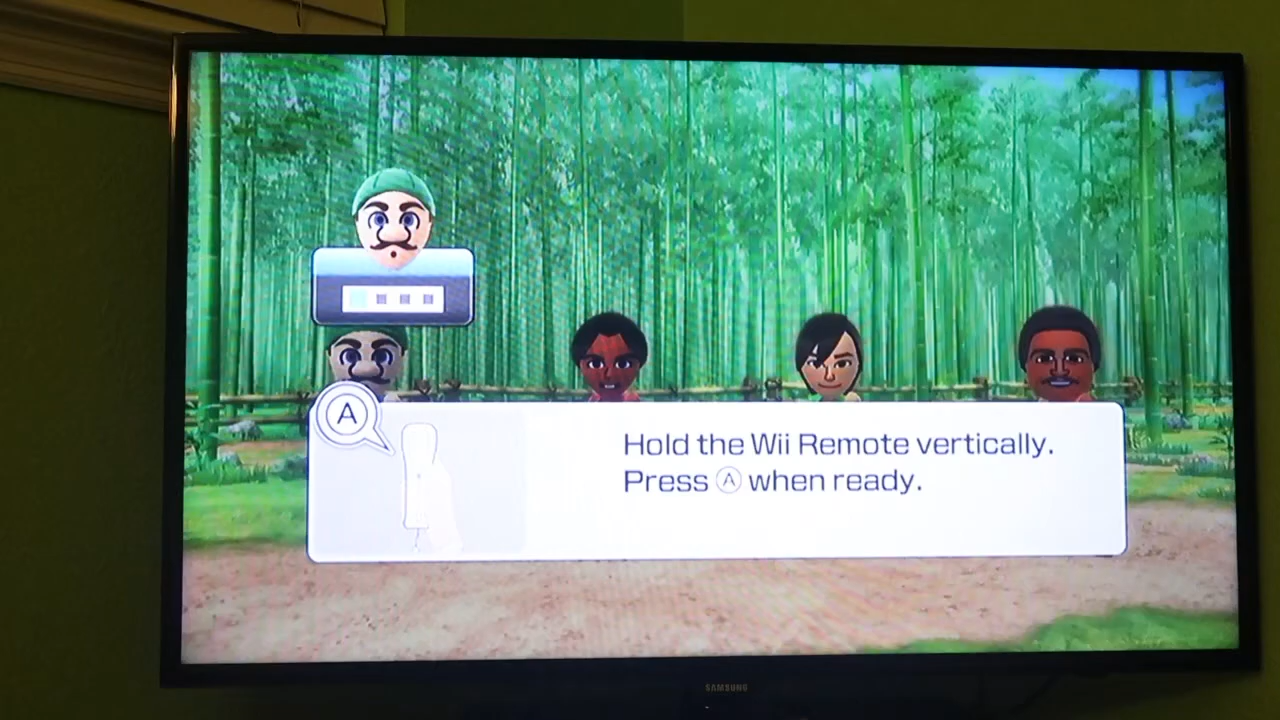 A
Hold the Wii Remote vertically.
Press Ⓐ when ready.
SAMSUNG